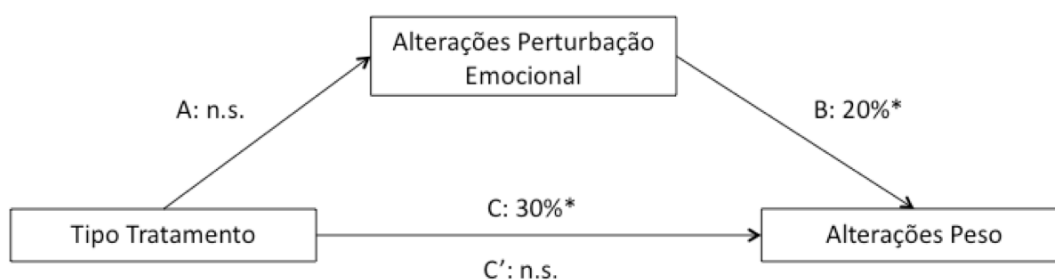 Alterações Perturbação
Emocional
A: n.s.
B: 20%*
C: 30%*
Tipo Tratamento
Alterações Peso
C’: n.s.